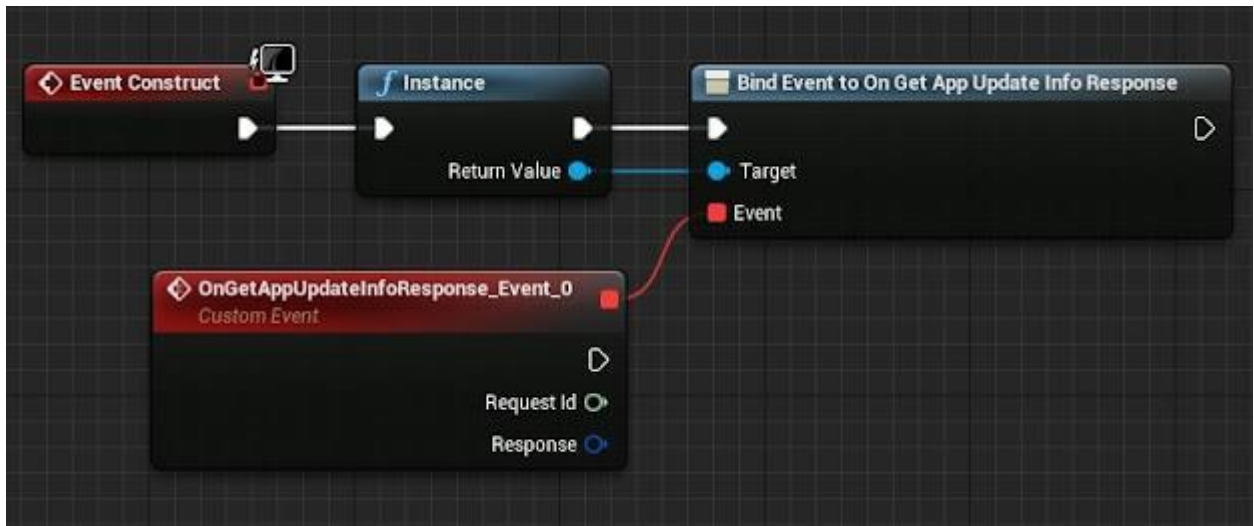 Event Construct
f Instance
Bind Event to On Get App Update Info Response
Return Value
Target
Event
OnGetAppUpdateInfoResponse_Event_0
Custom Event
Request Id
Response